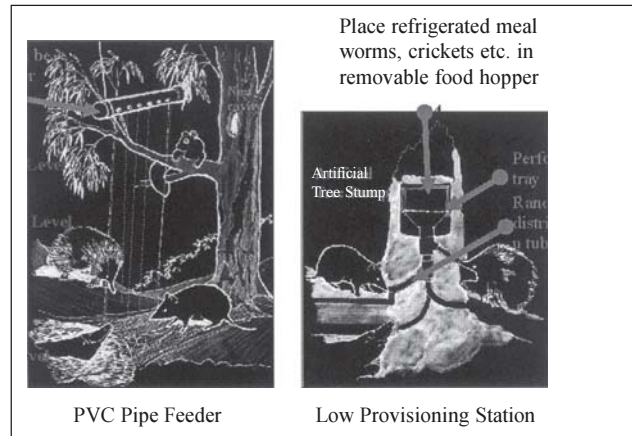 Place refrigerated meal
worms, crickets etc. in
removable food hopper
Artificial
Tree Stump
tray
Level
PVC Pipe Feeder
Low Provisioning Station